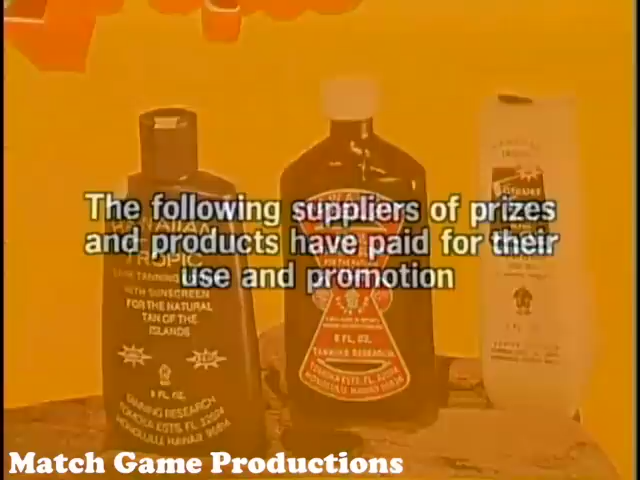 The following suppliers of prizes
and products have paid for their
use and promotion
HAWAIIAN
TROPIC
DARK TANNING
WITH SUNSCREEN
FOR THE NATURAL
TAN OF THE
ISLANDS
8 FL. OZ.
TANNING RESEARCH
HONOLULU, HAWAII
8 FL. OZ.
TANNING RESEARCH
Match Game Productions